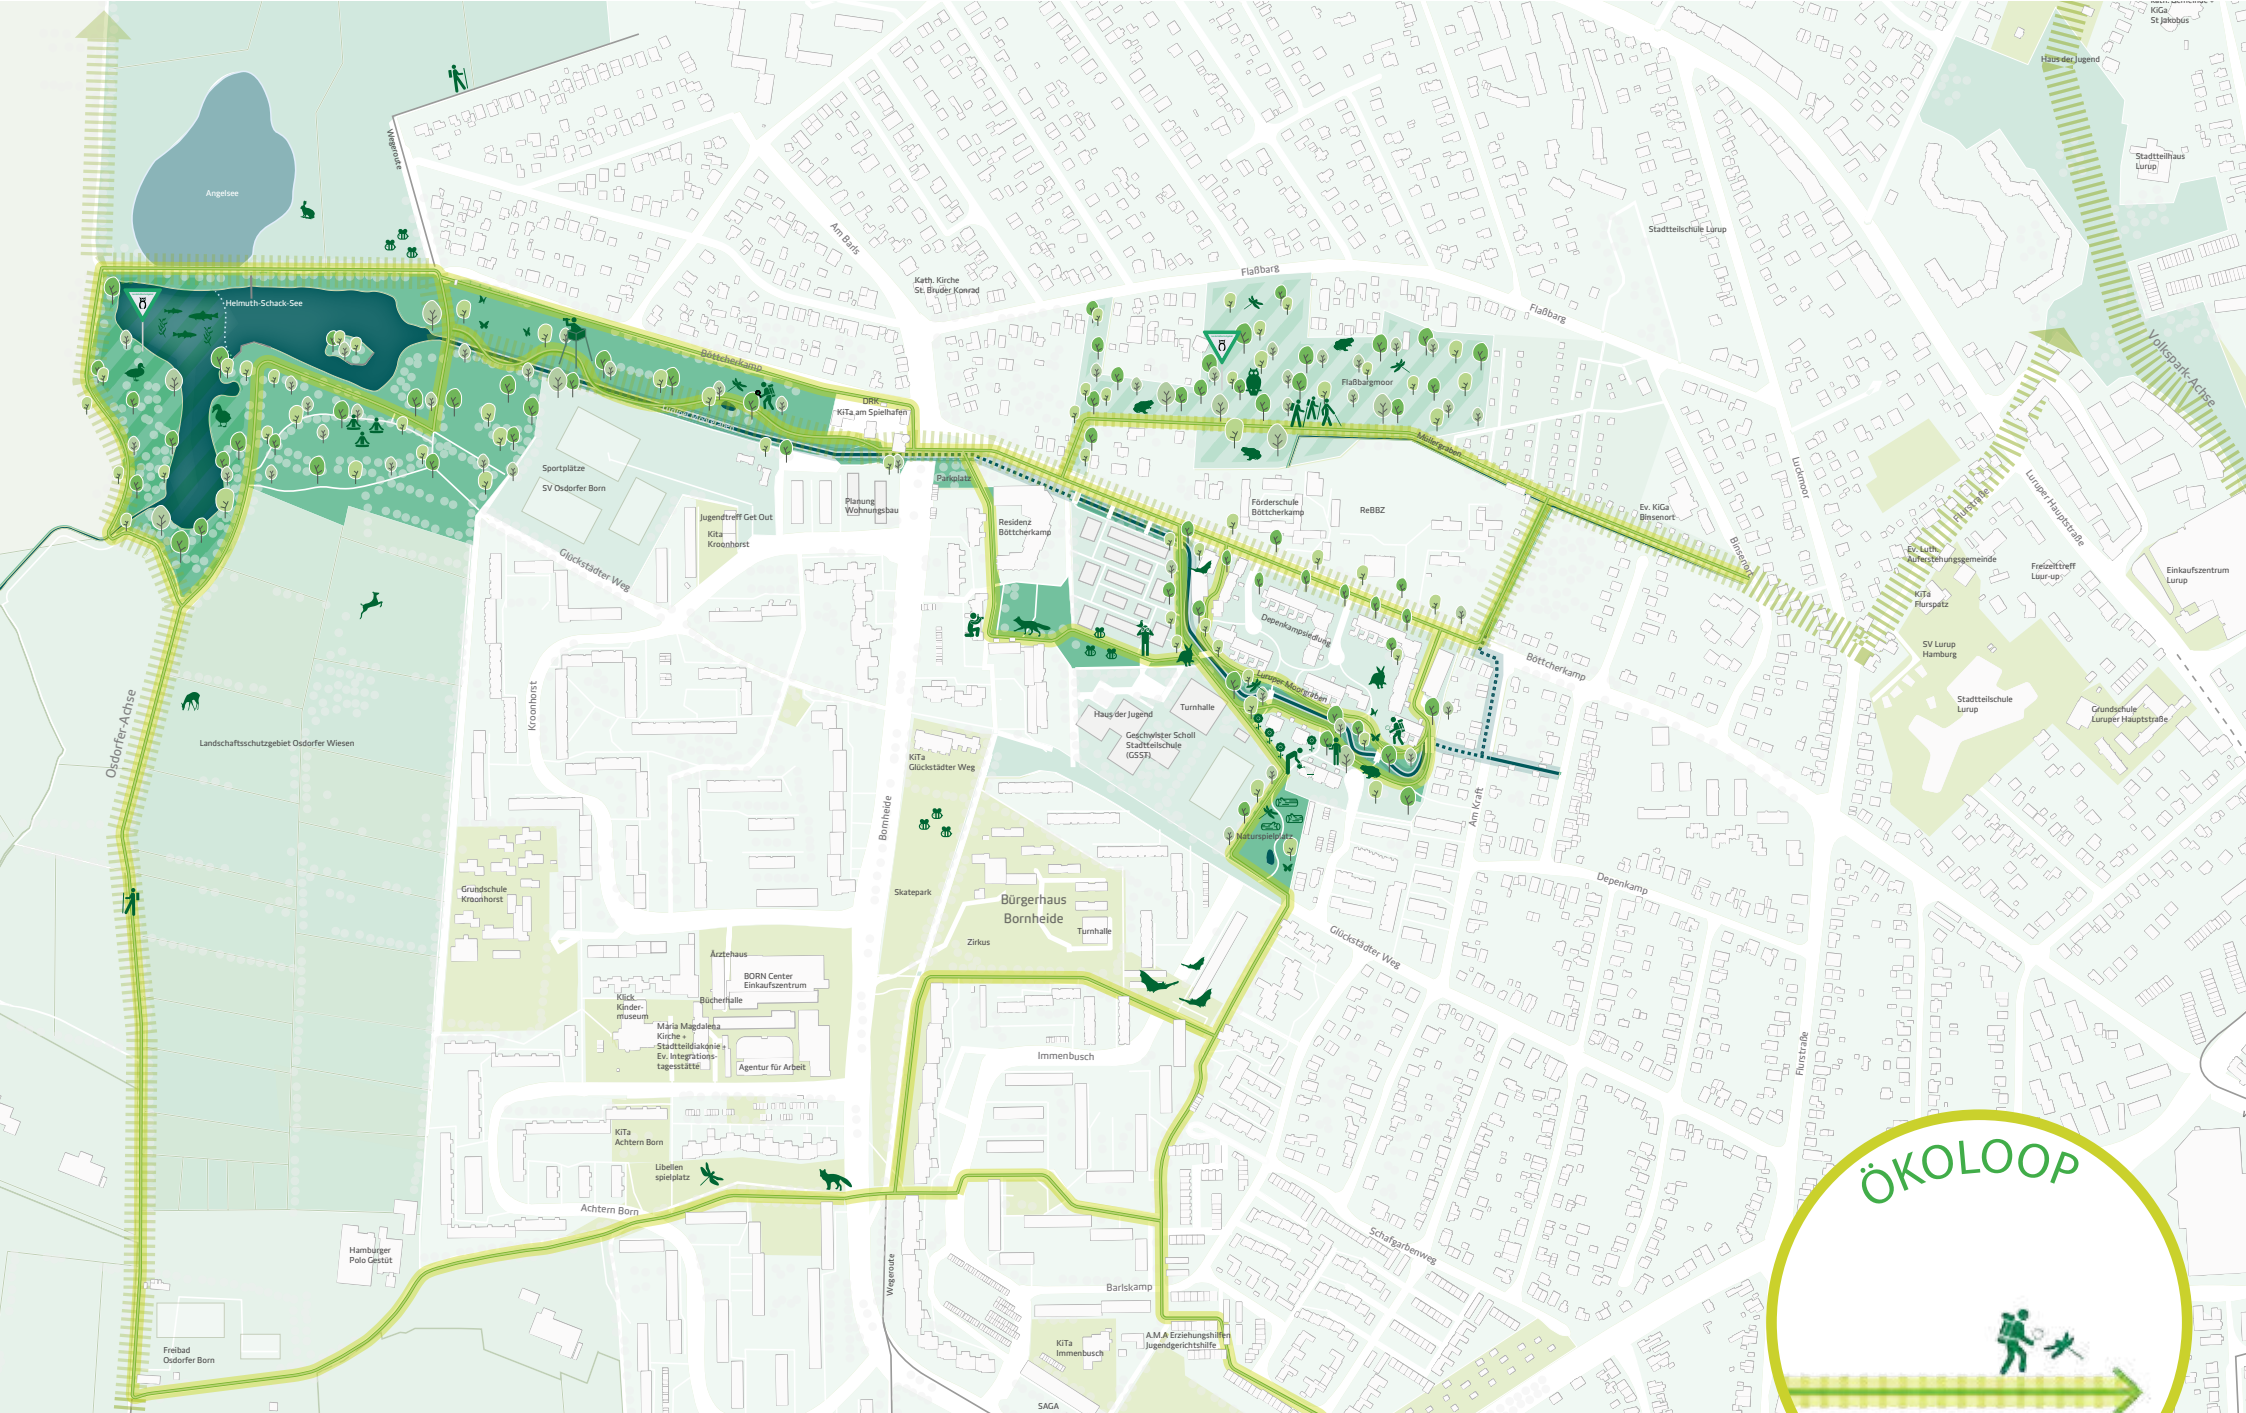 KiGa
St Jakobus
Haus der Jugend
Stadtteilhaus
Lurup
Wegeroute
Angelsee
Stadtteilschule Lurup
Am Barls
Kath. Kirche
St. Bruder Konrad
Flaßbarg
Flaßbarg
Helmuth-Schack-See
Böttcherkamp
Volkspark-Achse
Flaßbargmoor
DRK
KiTa am Spielhafen
Müllergraben
Sportplätze
SV Osdorfer Born
Parkplatz
Luckmoor
Flurstraße
Luruper Hauptstraße
Planung
Wohnungsbau
Jugendtreff Get Out
Kita
Kroonhorst
Residenz
Böttcherkamp
Förderschule
Böttcherkamp
ReBBZ
Ev. KiGa
Binsenort
Binsenort
Ev. Luth.
Auferstehungsgemeinde
Freizeittreff
Luur-up
Einkaufszentrum
Lurup
KiTa
Flurspatz
Glückstädter Weg
Depenkampsiedlung
SV Lurup
Hamburg
Böttcherkamp
Luruper Moorgraben
Stadtteilschule
Lurup
Grundschule
Luruper Hauptstraße
Osdorfer-Achse
Kroonhorst
Landschaftsschutzgebiet Osdorfer Wiesen
Haus der Jugend
Turnhalle
Geschwister Scholl
Stadtteilschule
(GSST)
KiTa
Glückstädter Weg
Bornheide
Am Kraft
Naturspielplatz
Grundschule
Kroonhorst
Skatepark
Bürgerhaus
Bornheide
Turnhalle
Zirkus
Depenkamp
Glückstädter Weg
Ärztehaus
BORN Center
Einkaufszentrum
Klick
Kinder-
museum
Bücherhalle
Maria Magdalena
Kirche +
Stadtteildiakonie +
Ev. Integrations-
tagesstätte
Agentur für Arbeit
Immenbusch
Flurstraße
KiTa
Achtern Born
Libellen
spielplatz
Achtern Born
ÖKOLOOP
Hamburger
Polo Gestüt
Wegeroute
Schafgarbenweg
Barlskamp
Freibad
Osdorfer Born
KiTa
Immenbusch
A.M.A Erziehungshilfen
Jugendgerichtshilfe
SAGA